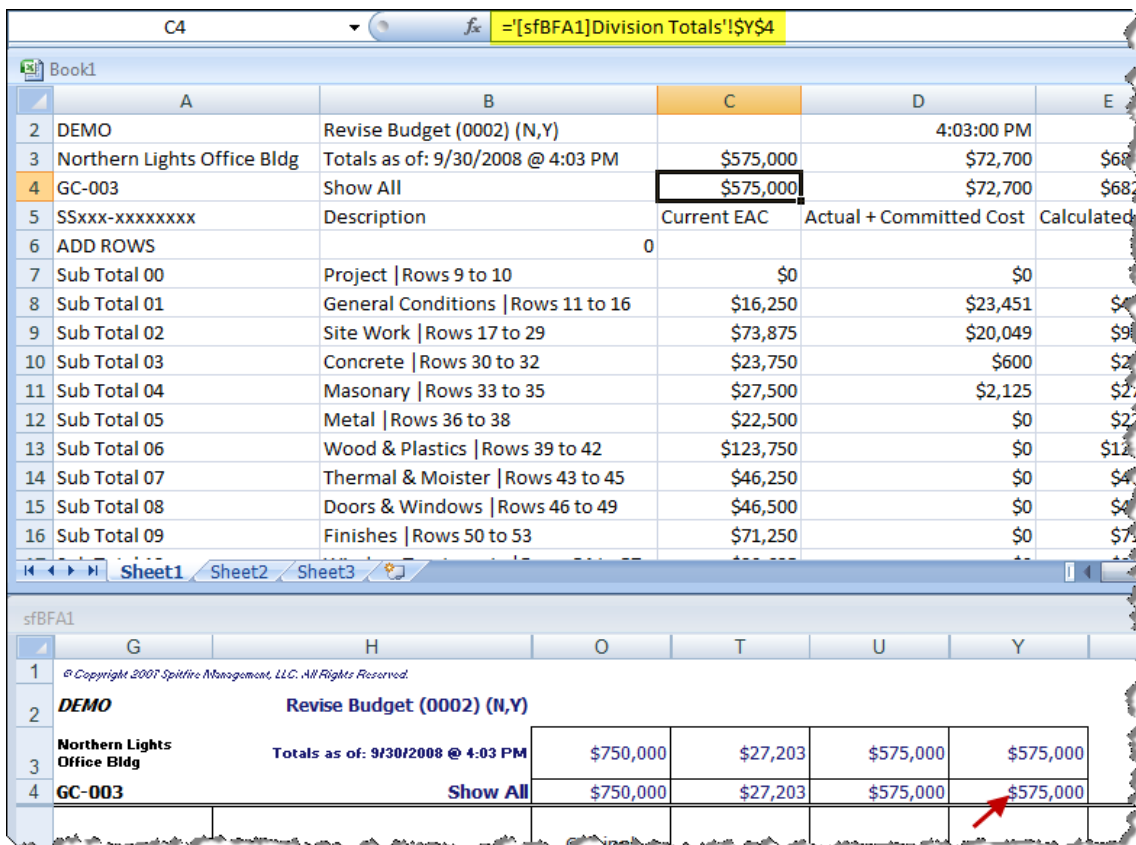 C4 fx ='[sfBFA1]Division Totals'!$Y$4
Book1
A B C D E
2 DEMO Revise Budget (0002) (N,Y) 4:03:00 PM
3 Northern Lights Office Bldg Totals as of: 9/30/2008 @ 4:03 PM $575,000 $72,700
4 GC-003 Show All $575,000 $72,700 $682
5 SSxxx-xxxxxxxx Description Current EAC Actual + Committed Cost Calculated
6 ADD ROWS 0
7 Sub Total 00 Project |Rows 9 to 10 $0 $0
8 Sub Total 01 General Conditions |Rows 11 to 16 $16,250 $23,451
9 Sub Total 02 Site Work |Rows 17 to 29 $73,875 $20,049
10 Sub Total 03 Concrete |Rows 30 to 32 $23,750 $600
11 Sub Total 04 Masonary |Rows 33 to 35 $27,500 $2,125
12 Sub Total 05 Metal |Rows 36 to 38 $22,500 $0
13 Sub Total 06 Wood & Plastics |Rows 39 to 42 $123,750 $0
14 Sub Total 07 Thermal & Moister |Rows 43 to 45 $46,250 $0
15 Sub Total 08 Doors & Windows |Rows 46 to 49 $46,500 $0
16 Sub Total 09 Finishes |Rows 50 to 53 $71,250 $0
Sheet1 Sheet2 Sheet3
sfBFA1
G H O T U Y
1 © Copyright 2007 Spitfire Management, LLC. All Rights Reserved.
2 DEMO Revise Budget (0002) (N,Y)
Northern Lights
3 Office Bldg Totals as of: 9/30/2008 @ 4:03 PM $750,000 $27,203 $575,000 $575,000
4 GC-003 Show All $750,000 $27,203 $575,000 $575,000